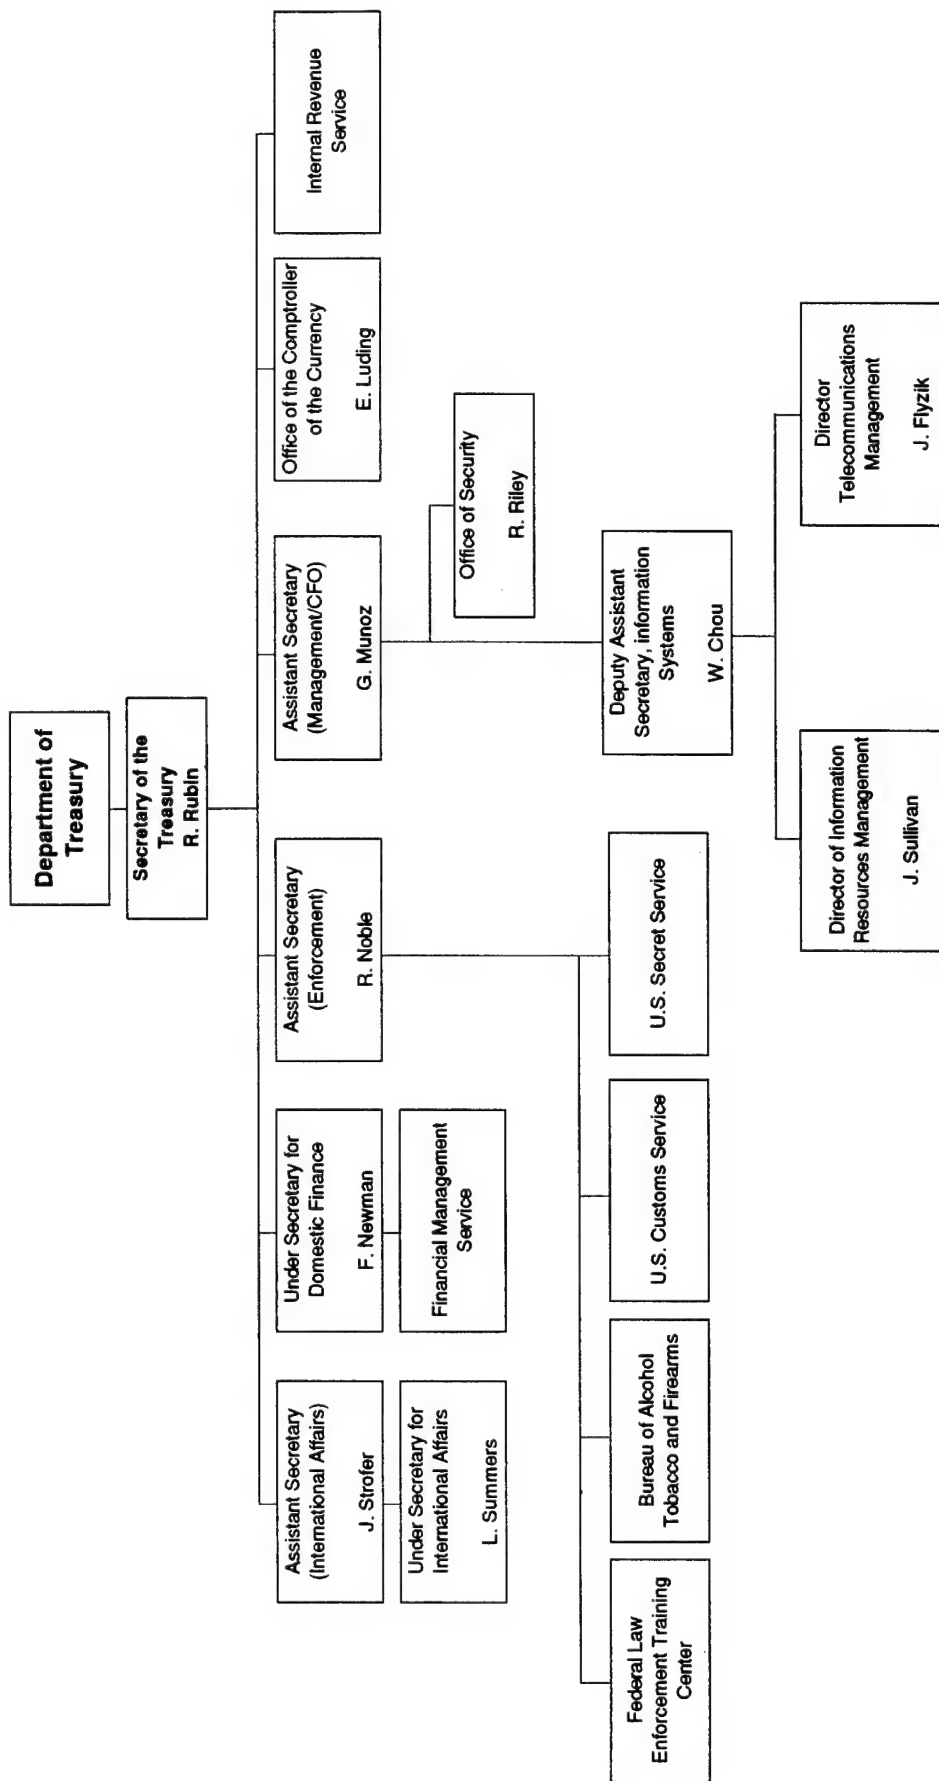 Department of
Treasury
Secretary of the
Treasury
R. Rubin
Assistant Secretary
(International Affairs)
J. Strofer
Under Secretary for
International Affairs
L. Summers
Under Secretary for
Domestic Finance
F. Newman
Financial Management
Service
Assistant Secretary
(Enforcement)
R. Noble
Assistant Secretary
(Management/CFO)
G. Munoz
Office of the Comptroller
of the Currency
E. Luding
Internal Revenue
Service
Office of Security
R. Riley
Federal Law
Enforcement Training
Center
Bureau of Alcohol
Tobacco and Firearms
U.S. Customs Service
U.S. Secret Service
Deputy Assistant
Secretary, information
Systems
W. Chou
Director of Information
Resources Management
J. Sullivan
Director
Telecommunications
Management
J. Flyzik